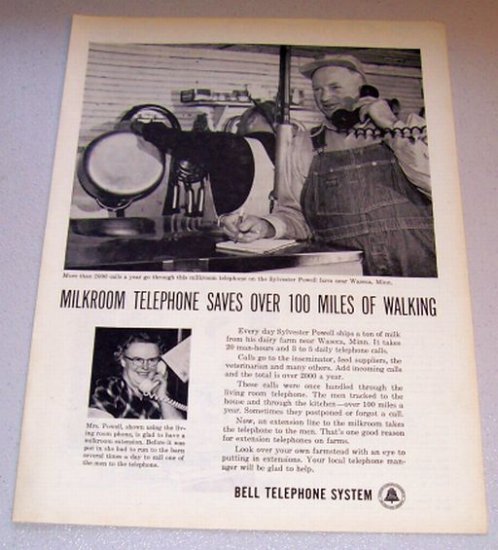 More than 2000 calls a year go through this milkroom telephone on the Sylvester Powell farm near Waseca, Minn.
MILKROOM TELEPHONE SAVES OVER 100 MILES OF WALKING
Mrs. Powell, shown using the liv-
ing room phone, is glad to have a
milkroom extension. Before it was
put in she had to run to the barn
several times a day to call one of
the men to the telephone.
Every day Sylvester Powell ships a ton of milk
from his dairy farm near Waseca, Minn. It takes
20 man-hours and 3 to 5 daily telephone calls.
Calls go to the inseminator, feed suppliers, the
veterinarian and many others. Add incoming calls
and the total is over 2000 a year.
These calls were once handled through the
living room telephone. The men tracked to the
house and through the kitchen—over 100 miles a
year. Sometimes they postponed or forgot a call.
Now, an extension line to the milkroom takes
the telephone to the men. That's one good reason
for extension telephones on farms.
Look over your own farmstead with an eye to
putting in extensions. Your local telephone man-
ager will be glad to help.
BELL TELEPHONE SYSTEM